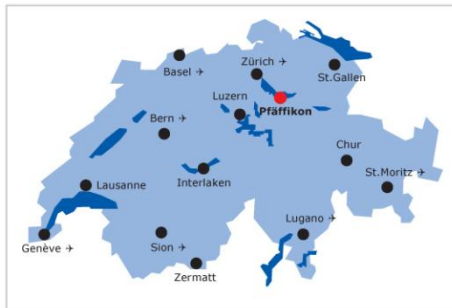 Zürich ✈
Basel ✈
St.Gallen
Luzern
Pfäffikon
Bern ✈
Chur
St.Moritz ✈
Interlaken
Lausanne
Lugano ✈
Genève ✈
Sion ✈
Zermatt